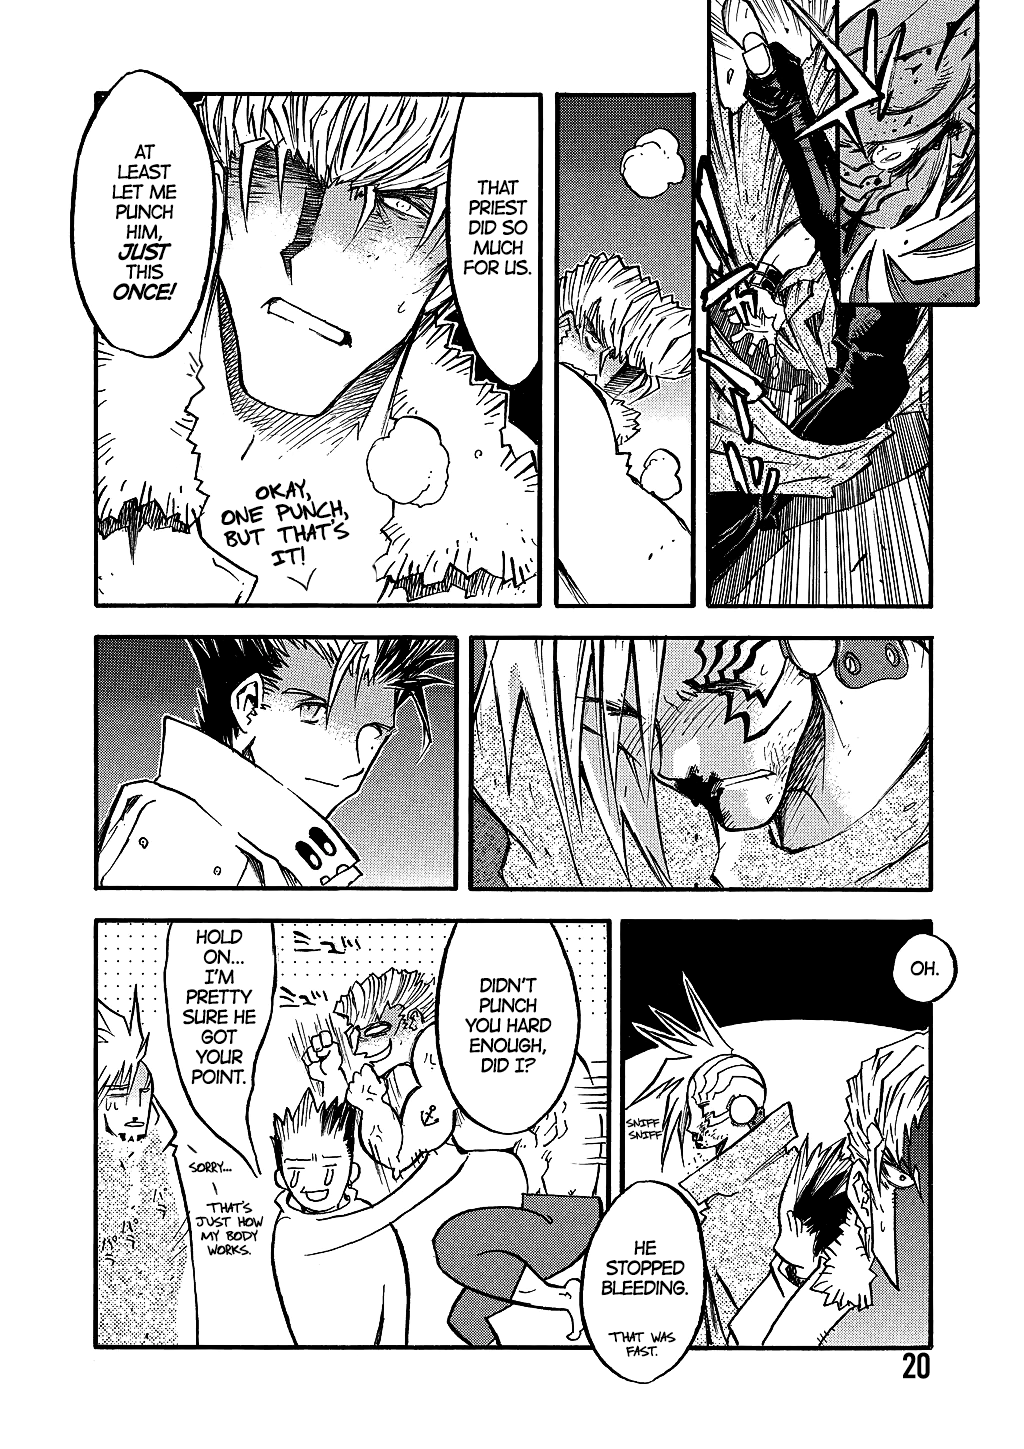 THAT
PRIEST
DID SO
MUCH
FOR US.
AT
LEAST
LET ME
PUNCH
HIM,
JUST
THIS
ONCE!
OKAY,
ONE PUNCH,
BUT THAT'S
IT!
OH.
SNIFF
SNIFF
HE
STOPPED
BLEEDING.
THAT WAS
FAST.
DIDN'T
PUNCH
YOU HARD
ENOUGH,
DID I?
HOLD
ON...
I'M
PRETTY
SURE HE
GOT
YOUR
POINT.
SORRY...
THAT'S
JUST HOW
MY BODY
WORKS.
20